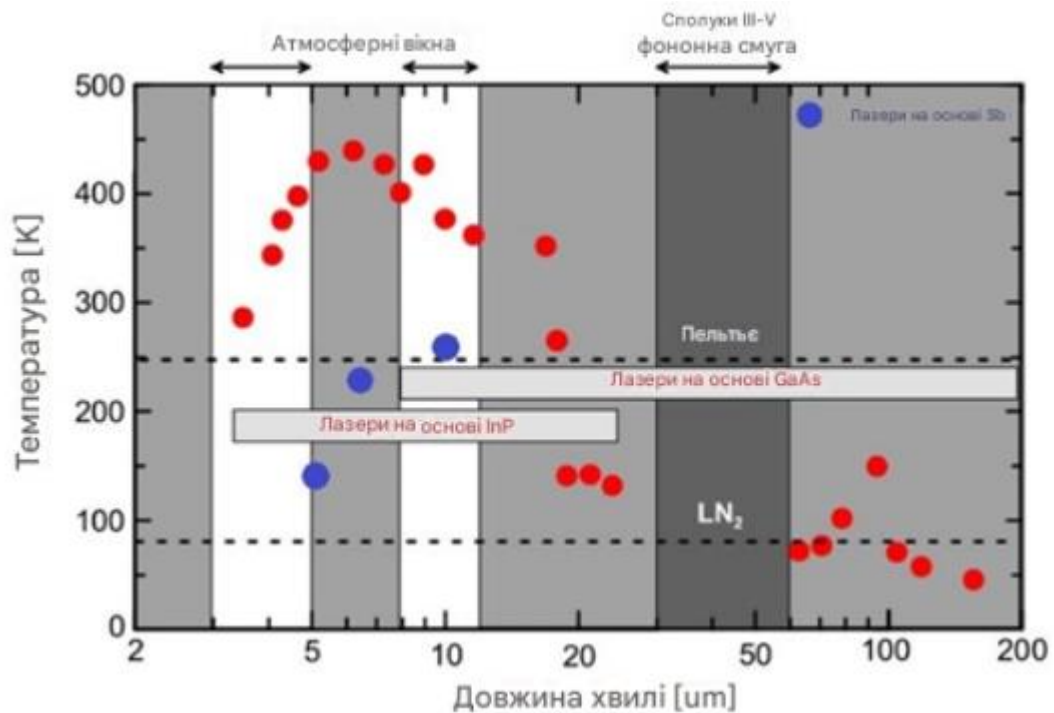 Сполуки III-V
Атмосферні вікна
фононна смуга
500
Лазери на основі Sb
400
Температура [K]
300
Пельтьє
Лазери на основі GaAs
200
Лазери на основі InP
100
LN₂
0
2
5
10
20
50
100
200
Довжина хвилі [um]